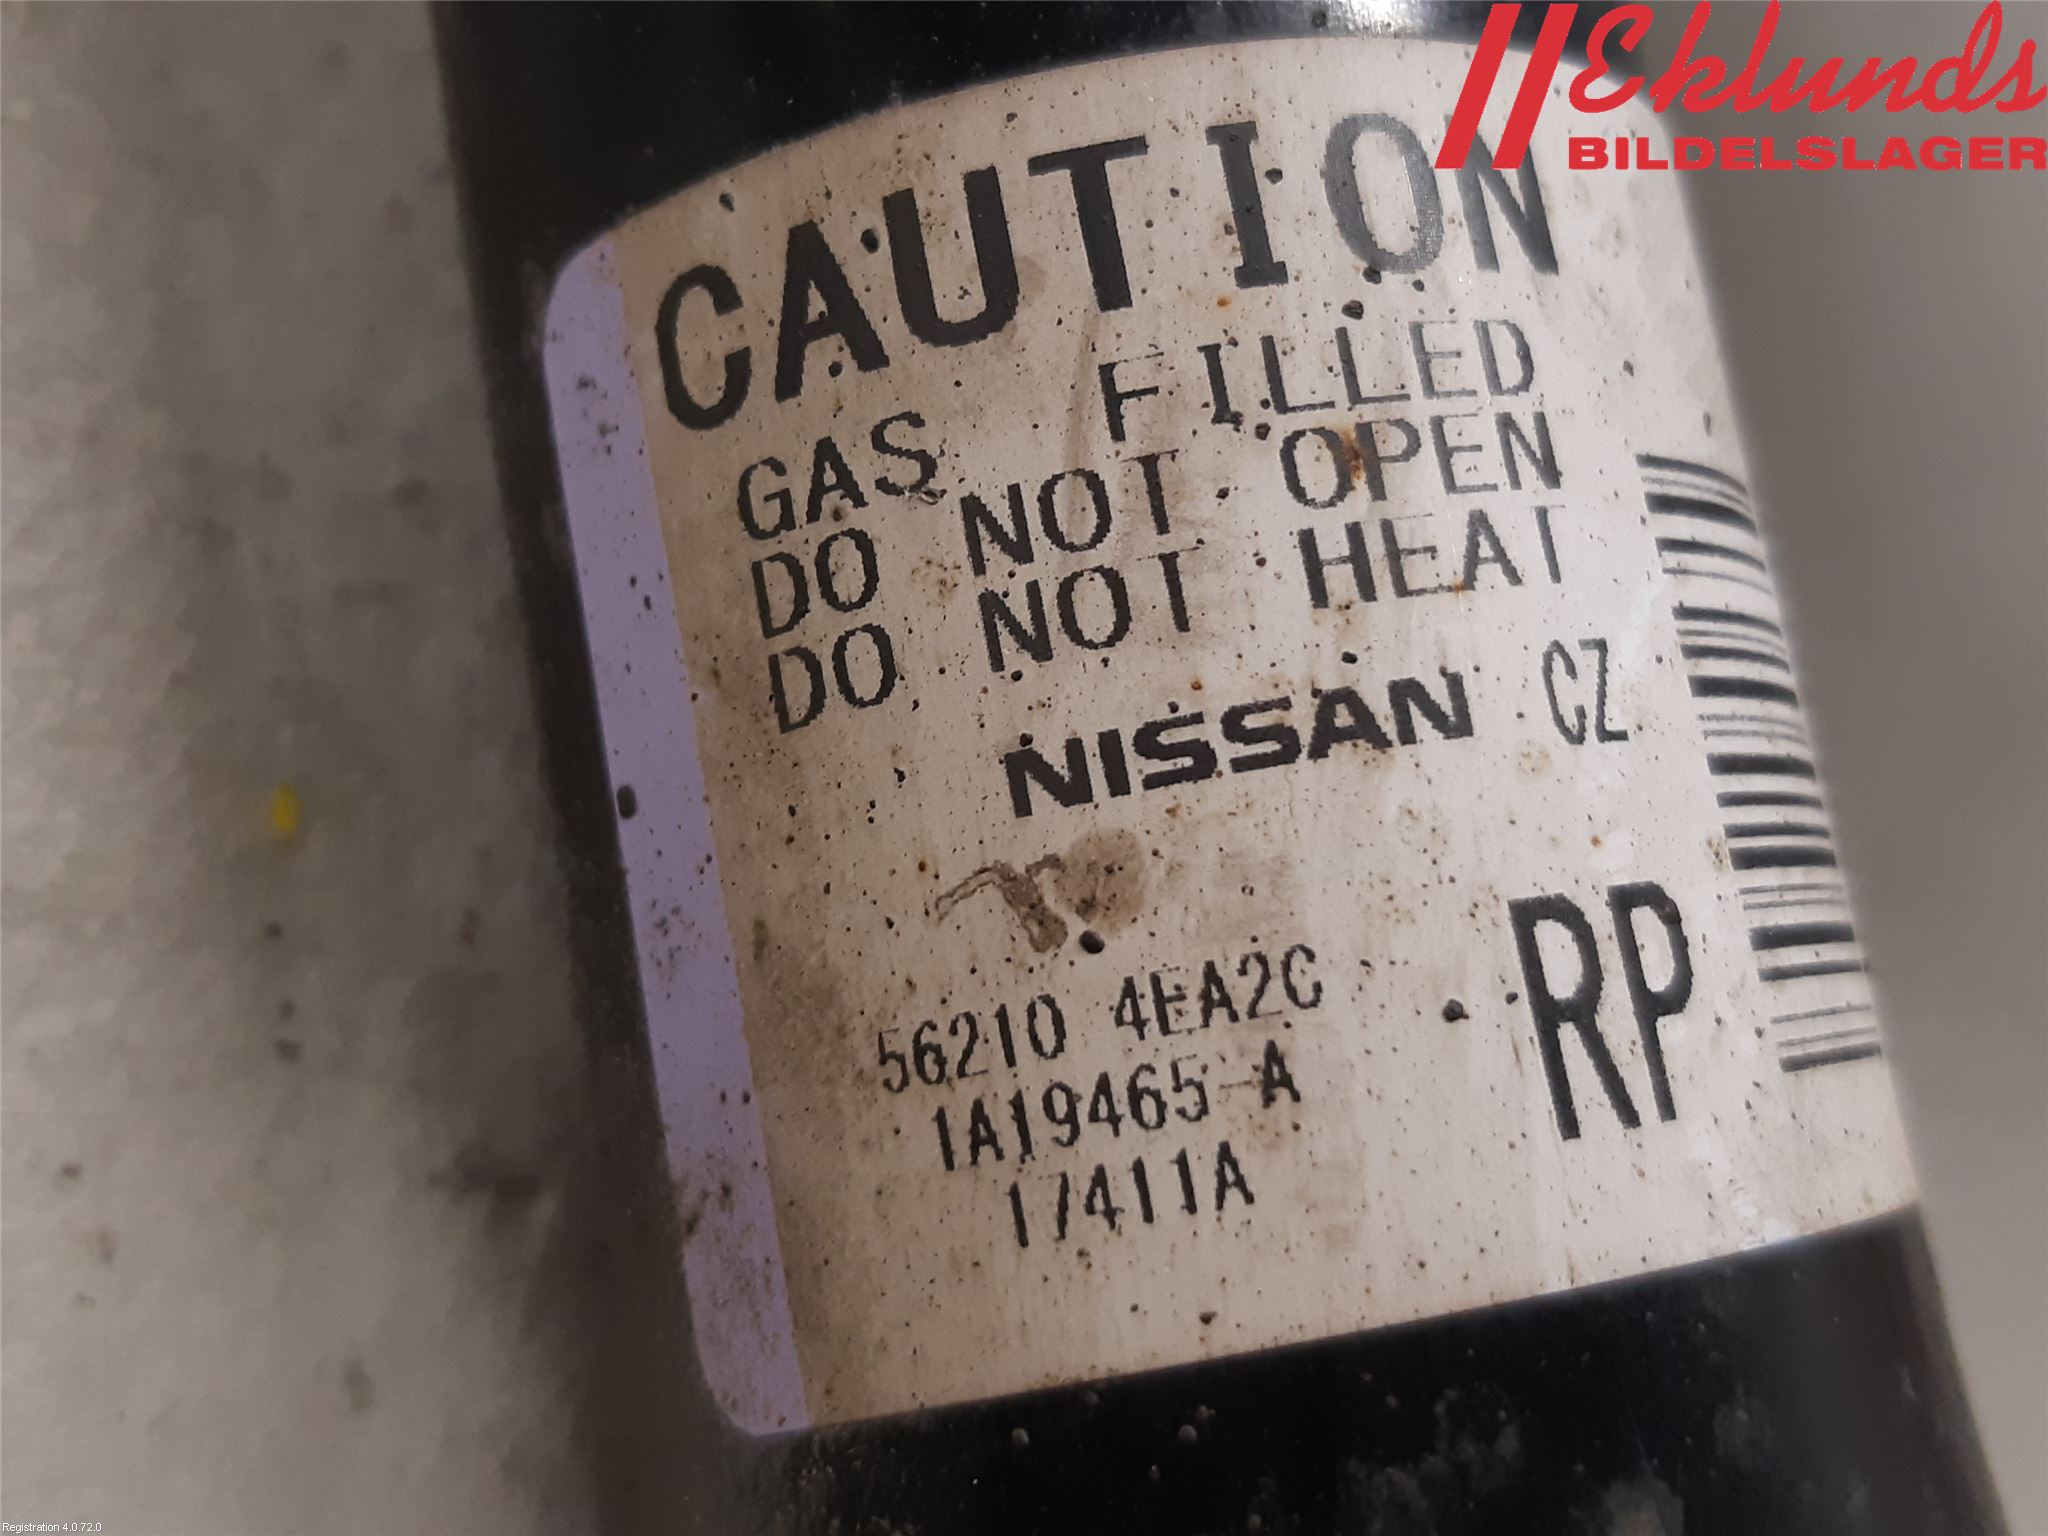 Eklunds
BILDELSLAGER
CAUTION
GAS FILLED
DO NOT OPEN
DO NOT HEAT
NISSAN CZ
56210 4EA2C
RP
1A19465-A
17411A
Registration 4.0.72.0